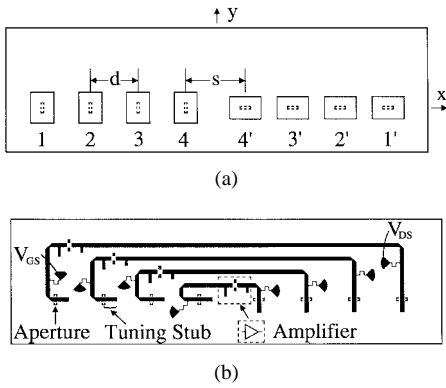 y
d
s
x
1 2 3 4 4' 3' 2' 1'
(a)
V_GS V_DS
Aperture Tuning Stub Amplifier
(b)